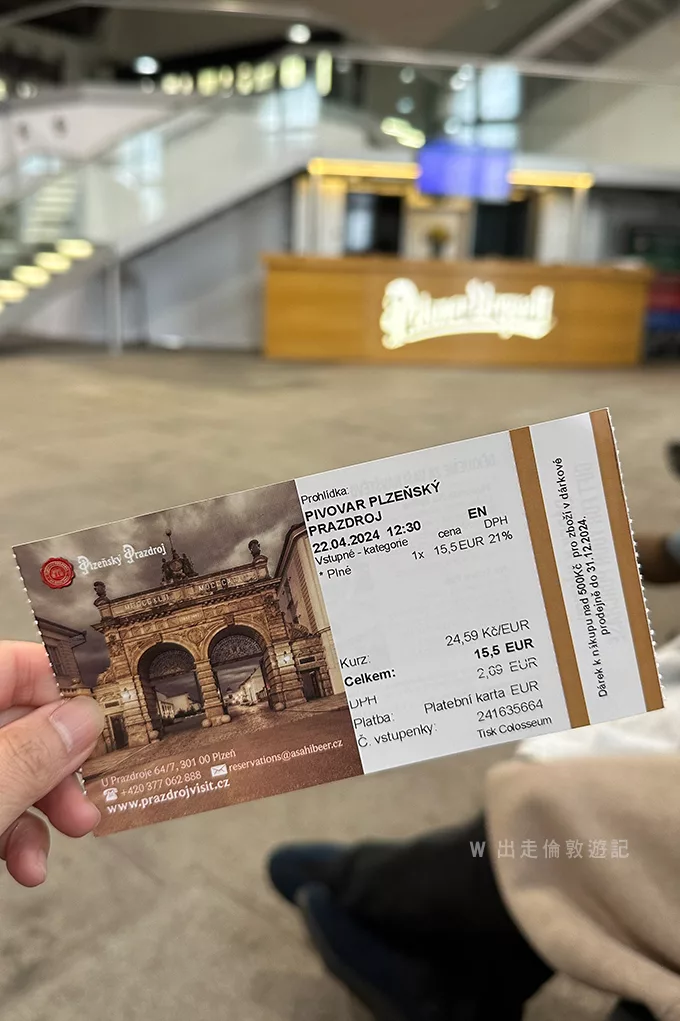 Pilsner Urquell
Plzeňský Prazdroj
MDCCCXLII MDCCCXCII
U Prazdroje 64/7, 301 00 Plzeň
+420 377 062 888 reservations@asahibeer.cz
www.prazdrojvisit.cz
Prohlídka:
PIVOVAR PLZEŇSKÝ
PRAZDROJ
22.04.2024 12:30 EN
Vstupné - kategorie cena DPH
* Plné 1x 15,5 EUR 21%
Kurz: 24,59 Kč/EUR
Celkem: 15,5 EUR
DPH 2,69 EUR
Platba: Platební karta EUR
Č. vstupenky: 241635664
Tisk Colosseum
Dárek k nákupu nad 500Kč pro zboží v dárkové
prodejně do 31.12.2024.
W 出走倫敦遊記